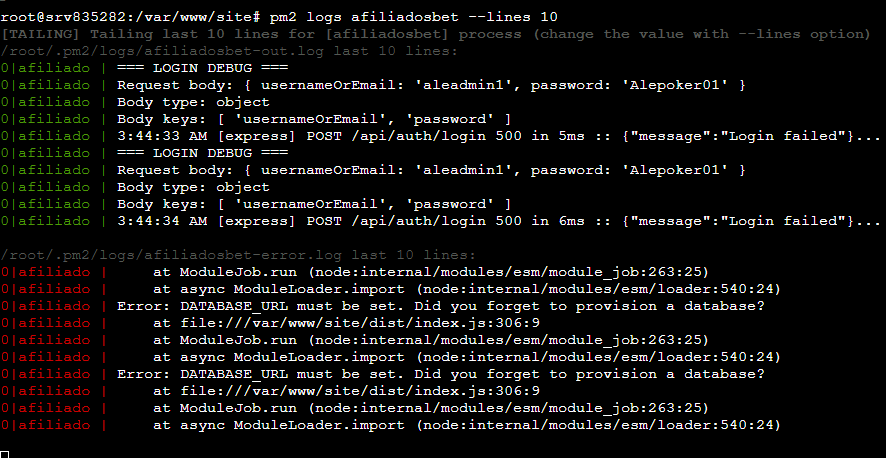 root@srv835282:/var/www/site# pm2 logs afiliadosbet --lines 10
[TAILING] Tailing last 10 lines for [afiliadosbet] process (change the value with --lines option)
/root/.pm2/logs/afiliadosbet-out.log last 10 lines:
0|afiliado | === LOGIN DEBUG ===
0|afiliado | Request body: { usernameOrEmail: 'aleadmin1', password: 'Alepoker01' }
0|afiliado | Body type: object
0|afiliado | Body keys: [ 'usernameOrEmail', 'password' ]
0|afiliado | 3:44:33 AM [express] POST /api/auth/login 500 in 5ms :: {"message":"Login failed"}...
0|afiliado | === LOGIN DEBUG ===
0|afiliado | Request body: { usernameOrEmail: 'aleadmin1', password: 'Alepoker01' }
0|afiliado | Body type: object
0|afiliado | Body keys: [ 'usernameOrEmail', 'password' ]
0|afiliado | 3:44:34 AM [express] POST /api/auth/login 500 in 6ms :: {"message":"Login failed"}...
/root/.pm2/logs/afiliadosbet-error.log last 10 lines:
0|afiliado |     at ModuleJob.run (node:internal/modules/esm/module_job:263:25)
0|afiliado |     at async ModuleLoader.import (node:internal/modules/esm/loader:540:24)
0|afiliado | Error: DATABASE_URL must be set. Did you forget to provision a database?
0|afiliado |     at file:///var/www/site/dist/index.js:306:9
0|afiliado |     at ModuleJob.run (node:internal/modules/esm/module_job:263:25)
0|afiliado |     at async ModuleLoader.import (node:internal/modules/esm/loader:540:24)
0|afiliado | Error: DATABASE_URL must be set. Did you forget to provision a database?
0|afiliado |     at file:///var/www/site/dist/index.js:306:9
0|afiliado |     at ModuleJob.run (node:internal/modules/esm/module_job:263:25)
0|afiliado |     at async ModuleLoader.import (node:internal/modules/esm/loader:540:24)